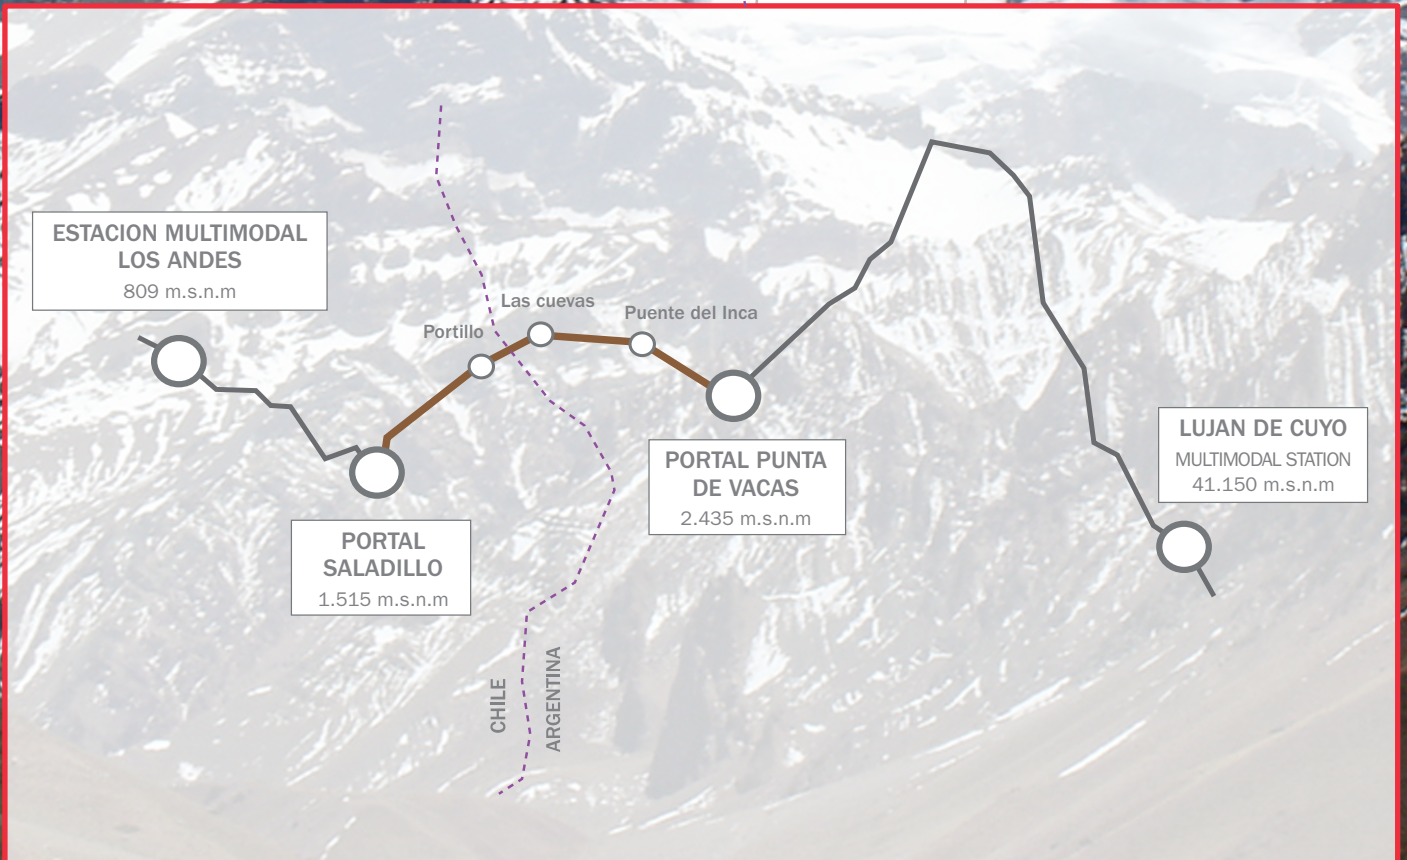 ESTACION MULTIMODAL
LOS ANDES
809 m.s.n.m
Portillo
Las cuevas
Puente del Inca
PORTAL
SALADILLO
1.515 m.s.n.m
PORTAL PUNTA
DE VACAS
2.435 m.s.n.m
LUJAN DE CUYO
MULTIMODAL STATION
41.150 m.s.n.m
CHILE
ARGENTINA